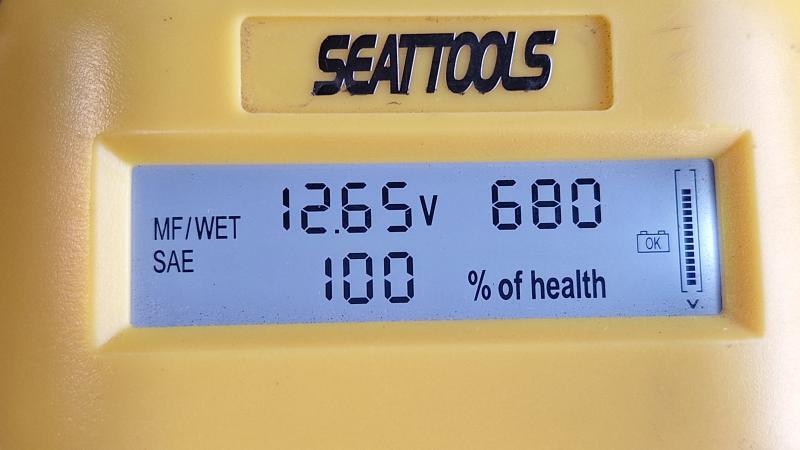 SEATTOOLS
MF/WET 12.65V 680
SAE 100 % of health
OK